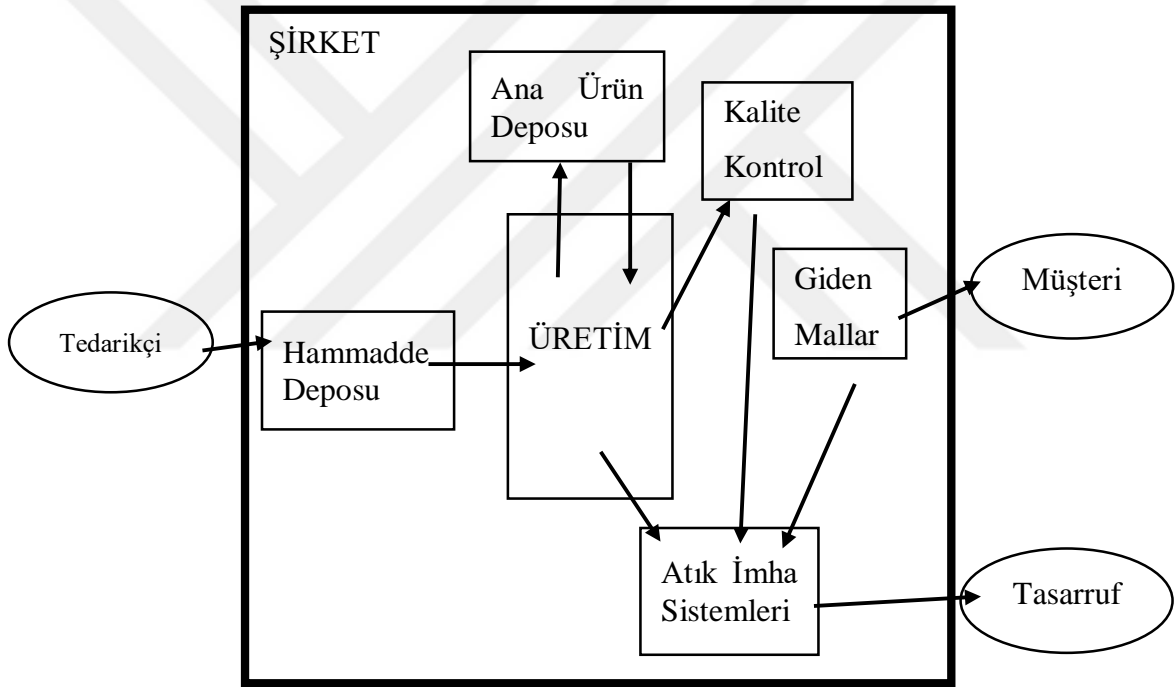 ŞİRKET
Ana Ürün
Deposu
Kalite
Kontrol
Giden
Mallar
Müşteri
Tedarikçi
Hammadde
Deposu
ÜRETİM
Atık İmha
Sistemleri
Tasarruf